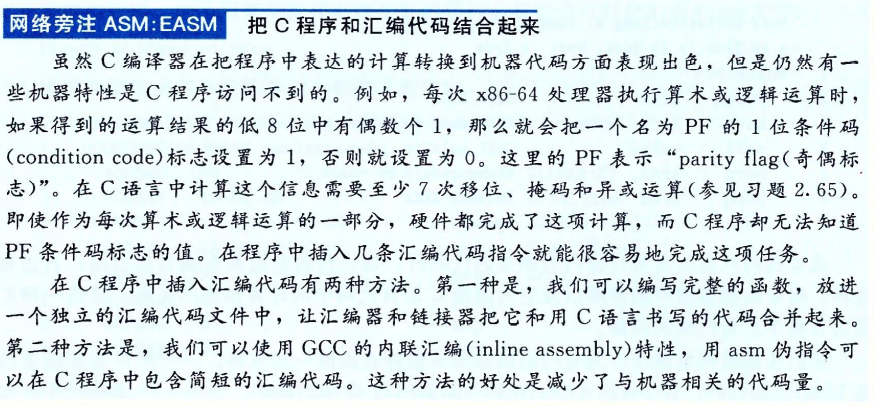 网络旁注 ASM:EASM 把 C 程序和汇编代码结合起来
虽然 C 编译器在把程序中表达的计算转换到机器代码方面表现出色，但是仍然有一
些机器特性是 C 程序访问不到的。例如，每次 x86-64 处理器执行算术或逻辑运算时，
如果得到的运算结果的低 8 位中有偶数个 1，那么就会把一个名为 PF 的 1 位条件码
(condition code)标志设置为 1，否则就设置为 0。这里的 PF 表示“parity flag(奇偶标
志)”。在 C 语言中计算这个信息需要至少 7 次移位、掩码和异或运算(参见习题 2.65)。
即使作为每次算术或逻辑运算的一部分，硬件都完成了这项计算，而 C 程序却无法知道
PF 条件码标志的值。在程序中插入几条汇编代码指令就能很容易地完成这项任务。
在 C 程序中插入汇编代码有两种方法。第一种是，我们可以编写完整的函数，放进
一个独立的汇编代码文件中，让汇编器和链接器把它和用 C 语言书写的代码合并起来。
第二种方法是，我们可以使用 GCC 的内联汇编(inline assembly)特性，用 asm 伪指令可
以在 C 程序中包含简短的汇编代码。这种方法的好处是减少了与机器相关的代码量。